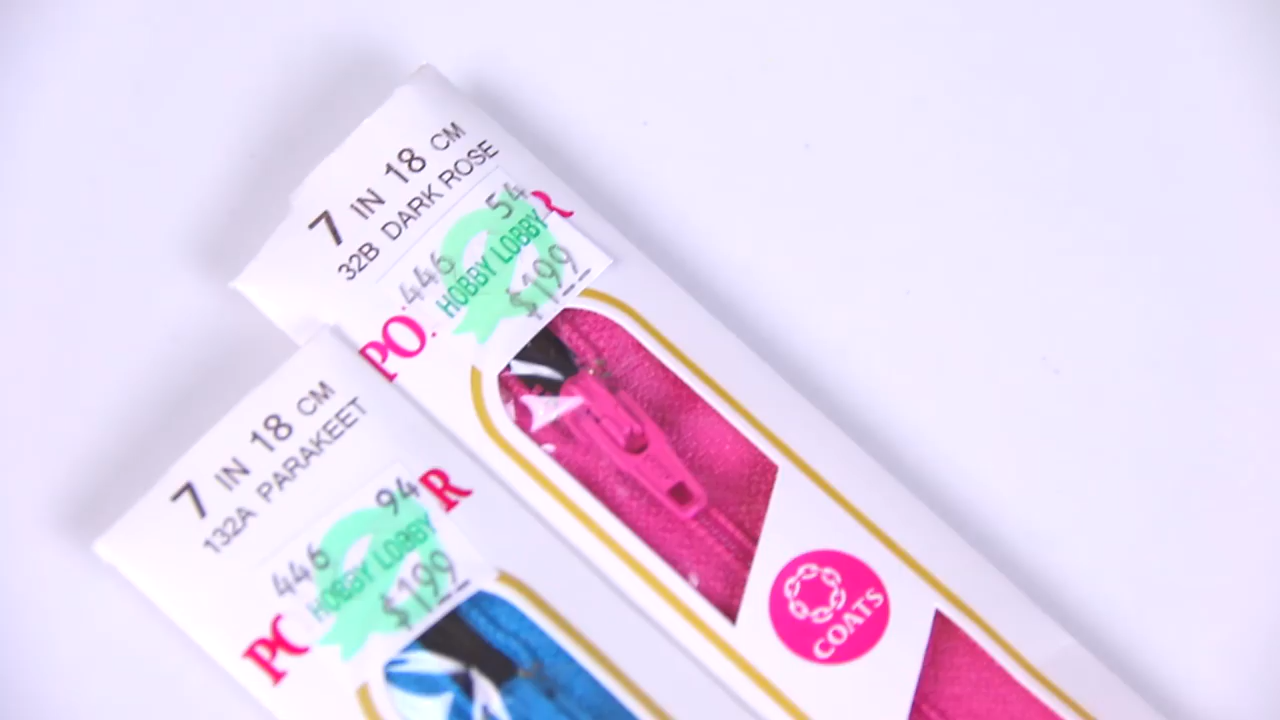 7 IN 18 CM
32B DARK ROSE
446 54
HOBBY LOBBY
$1.99
PO R
COATS
7 IN 18 CM
132A PARAKEET
446 94
HOBBY LOBBY
$1.99
PO R